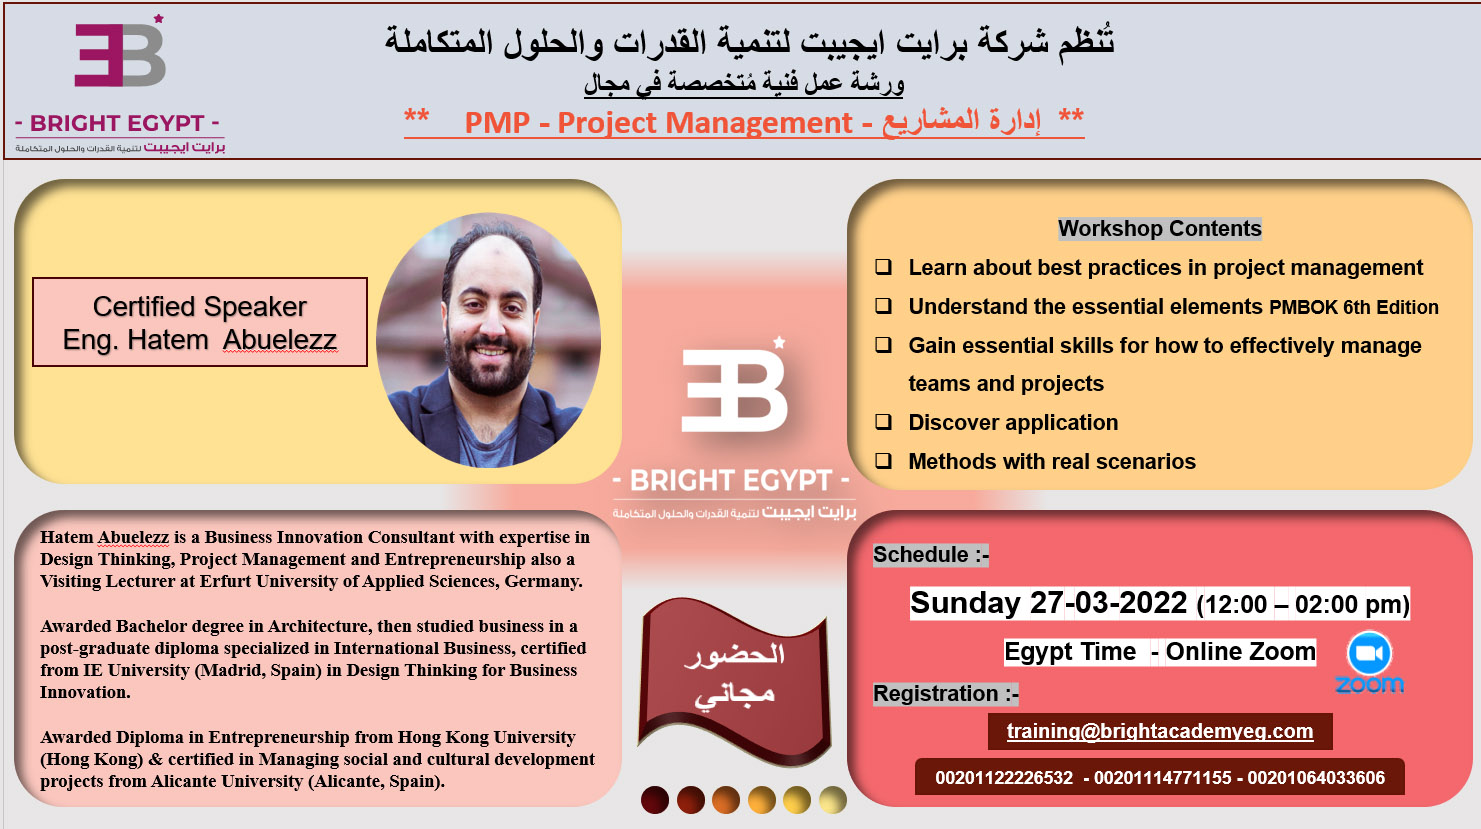 EB
- BRIGHT EGYPT -
برايت ايجيبت لتنمية القدرات والحلول المتكاملة
تُنظم شركة برايت ايجيبت لتنمية القدرات والحلول المتكاملة
ورشة عمل فنية مُتخصصة في مجال
** إدارة المشاريع - PMP - Project Management **
Certified Speaker
Eng. Hatem Abuelezz
Workshop Contents
❑ Learn about best practices in project management
❑ Understand the essential elements PMBOK 6th Edition
❑ Gain essential skills for how to effectively manage
teams and projects
❑ Discover application
❑ Methods with real scenarios
EB
- BRIGHT EGYPT -
برايت ايجيبت لتنمية القدرات والحلول المتكاملة
Hatem Abuelezz is a Business Innovation Consultant with expertise in
Design Thinking, Project Management and Entrepreneurship also a
Visiting Lecturer at Erfurt University of Applied Sciences, Germany.
Awarded Bachelor degree in Architecture, then studied business in a
post-graduate diploma specialized in International Business, certified
from IE University (Madrid, Spain) in Design Thinking for Business
Innovation.
Awarded Diploma in Entrepreneurship from Hong Kong University
(Hong Kong) & certified in Managing social and cultural development
projects from Alicante University (Alicante, Spain).
الحضور
مجاني
Schedule :-
Sunday 27-03-2022 (12:00 – 02:00 pm)
Egypt Time - Online Zoom
zoom
Registration :-
training@brightacademyeg.com
00201122226532 - 00201114771155 - 00201064033606